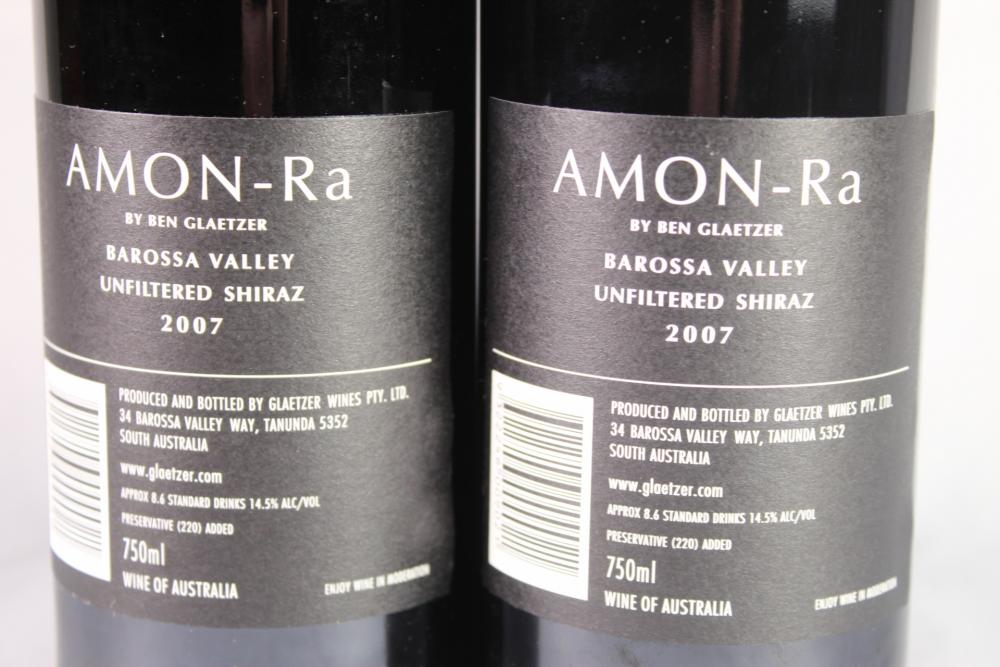 AMON-Ra
BY BEN GLAETZER
BAROSSA VALLEY
UNFILTERED SHIRAZ
2007
PRODUCED AND BOTTLED BY GLAETZER WINES PTY. LTD.
34 BAROSSA VALLEY WAY, TANUNDA 5352
SOUTH AUSTRALIA
www.glaetzer.com
APPROX 8.6 STANDARD DRINKS 14.5% ALC/VOL
PRESERVATIVE (220) ADDED
750ml
WINE OF AUSTRALIA
ENJOY WINE IN MODERATION
AMON-Ra
BY BEN GLAETZER
BAROSSA VALLEY
UNFILTERED SHIRAZ
2007
PRODUCED AND BOTTLED BY GLAETZER WINES PTY. LTD.
34 BAROSSA VALLEY WAY, TANUNDA 5352
SOUTH AUSTRALIA
www.glaetzer.com
APPROX 8.6 STANDARD DRINKS 14.5% ALC/VOL
PRESERVATIVE (220) ADDED
750ml
WINE OF AUSTRALIA
ENJOY WINE IN MODERATION